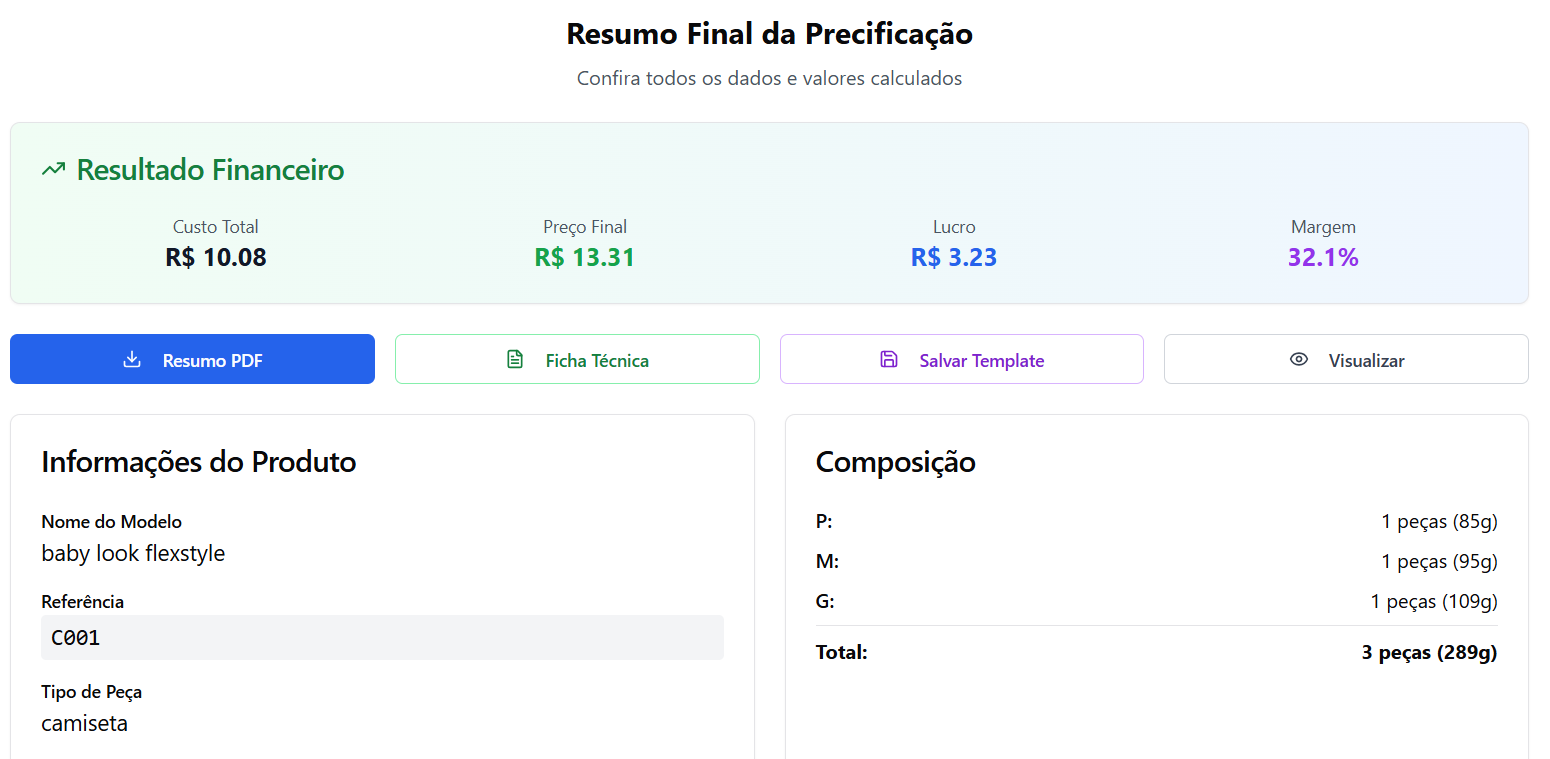 Resumo Final da Precificação
Confira todos os dados e valores calculados
Resultado Financeiro
Custo Total
R$ 10.08
Preço Final
R$ 13.31
Lucro
R$ 3.23
Margem
32.1%
Resumo PDF
Ficha Técnica
Salvar Template
Visualizar
Informações do Produto
Nome do Modelo
baby look flexstyle
Referência
C001
Tipo de Peça
camiseta
Composição
P: 1 peças (85g)
M: 1 peças (95g)
G: 1 peças (109g)
Total: 3 peças (289g)